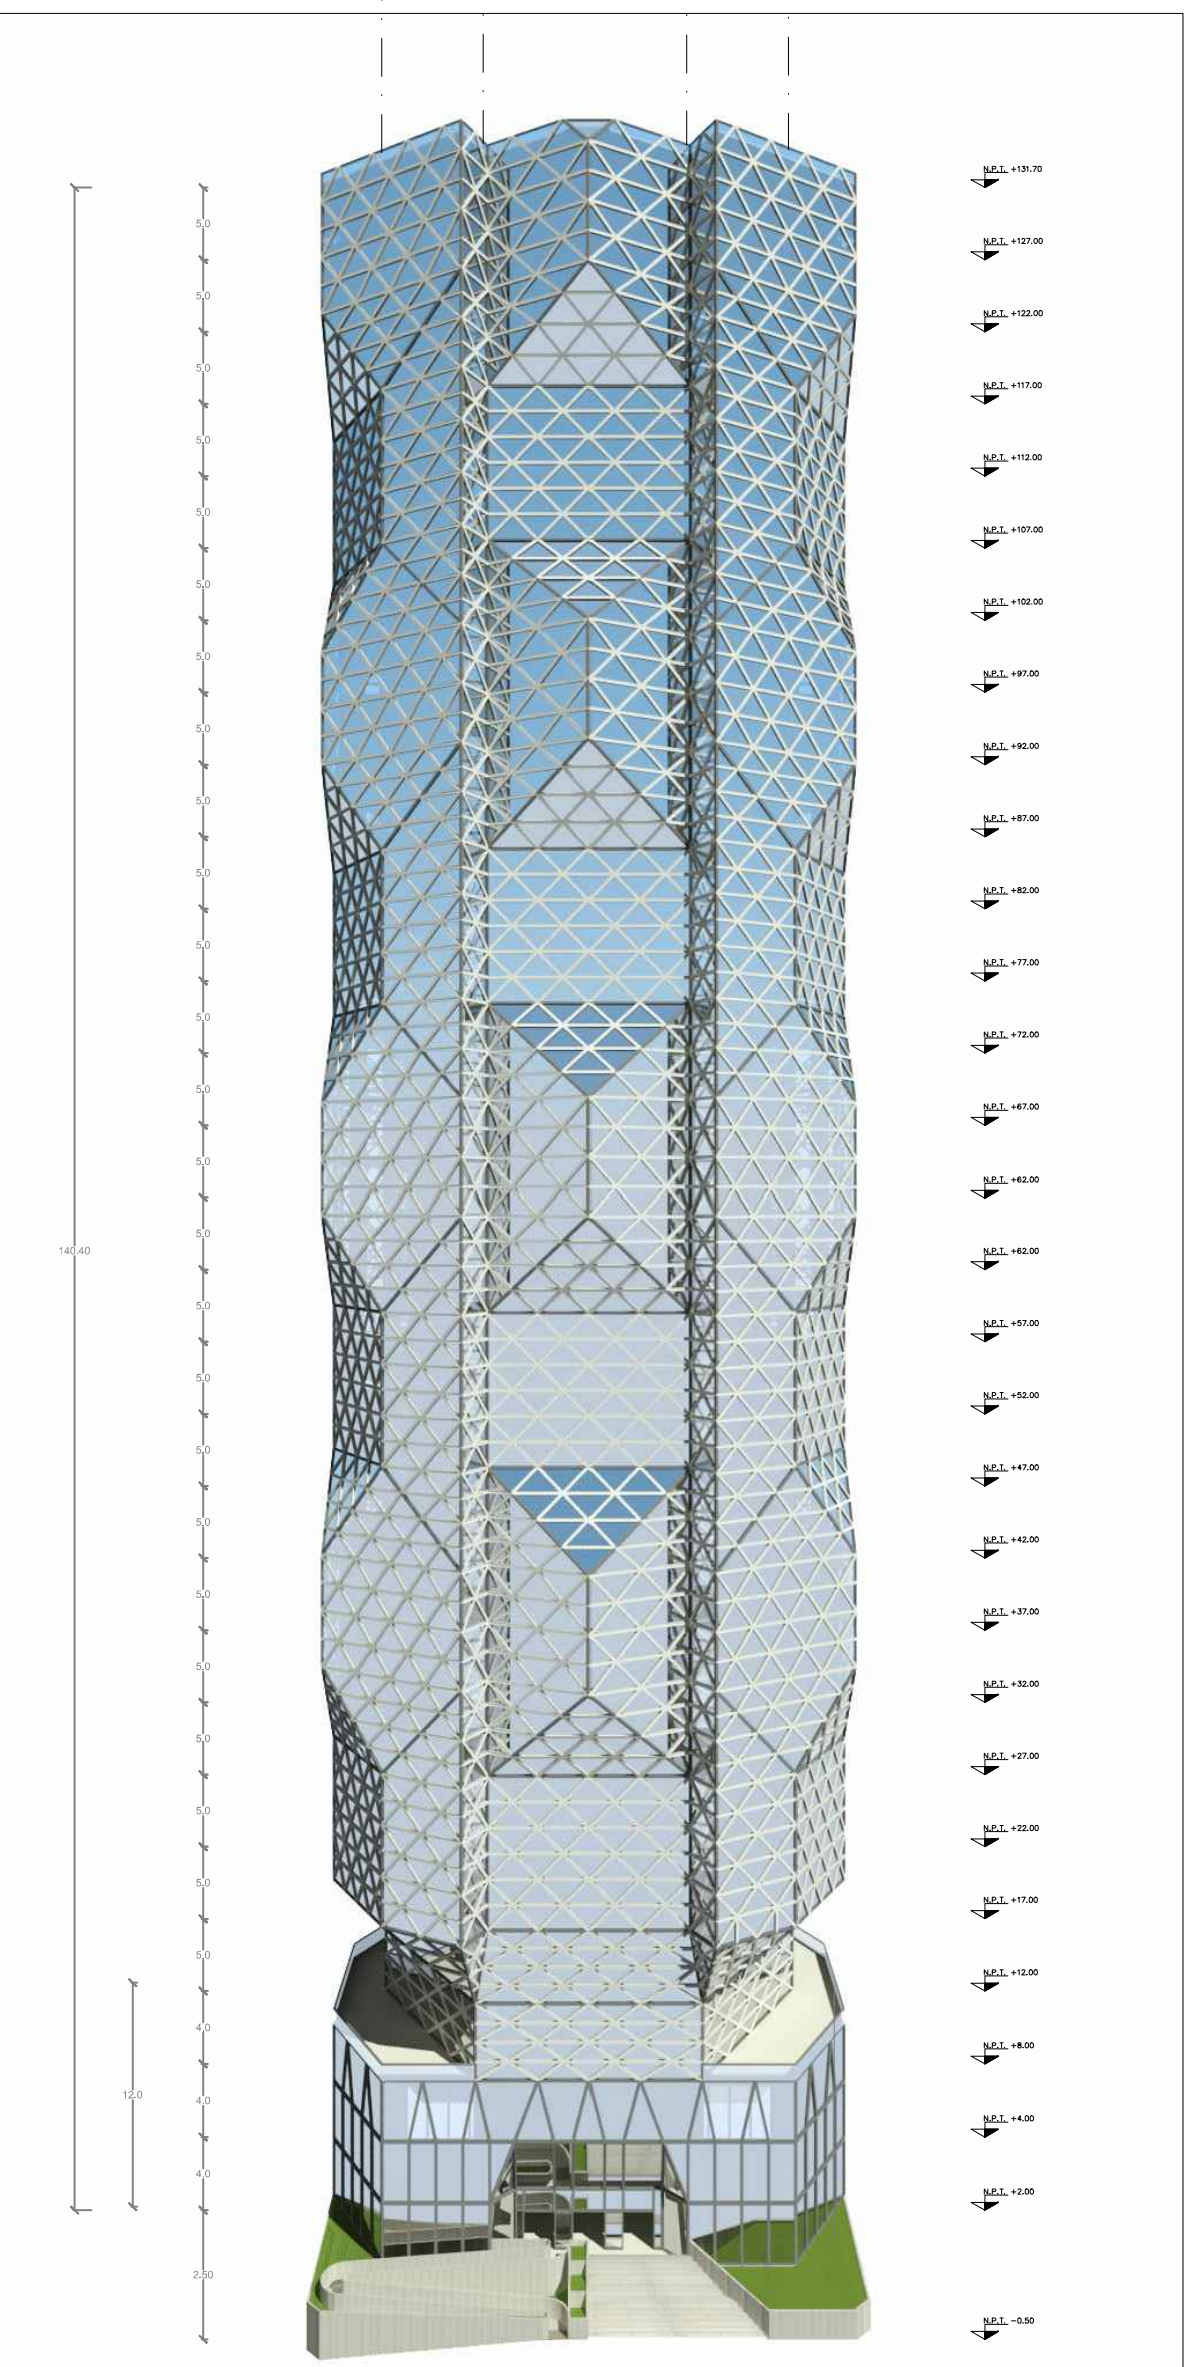 N.P.T. +131.70
5.0
N.P.T. +127.00
5.0
N.P.T. +122.00
5.0
N.P.T. +117.00
5.0
N.P.T. +112.00
5.0
N.P.T. +107.00
5.0
N.P.T. +102.00
5.0
N.P.T. +97.00
5.0
N.P.T. +92.00
5.0
N.P.T. +87.00
5.0
N.P.T. +82.00
5.0
N.P.T. +77.00
5.0
N.P.T. +72.00
5.0
N.P.T. +67.00
5.0
N.P.T. +62.00
5.0
140.40
N.P.T. +62.00
5.0
N.P.T. +57.00
5.0
N.P.T. +52.00
5.0
N.P.T. +47.00
5.0
N.P.T. +42.00
5.0
N.P.T. +37.00
5.0
N.P.T. +32.00
5.0
N.P.T. +27.00
5.0
N.P.T. +22.00
5.0
N.P.T. +17.00
5.0
N.P.T. +12.00
4.0
N.P.T. +8.00
12.0
4.0
N.P.T. +4.00
4.0
N.P.T. +2.00
2.50
N.P.T. -0.50